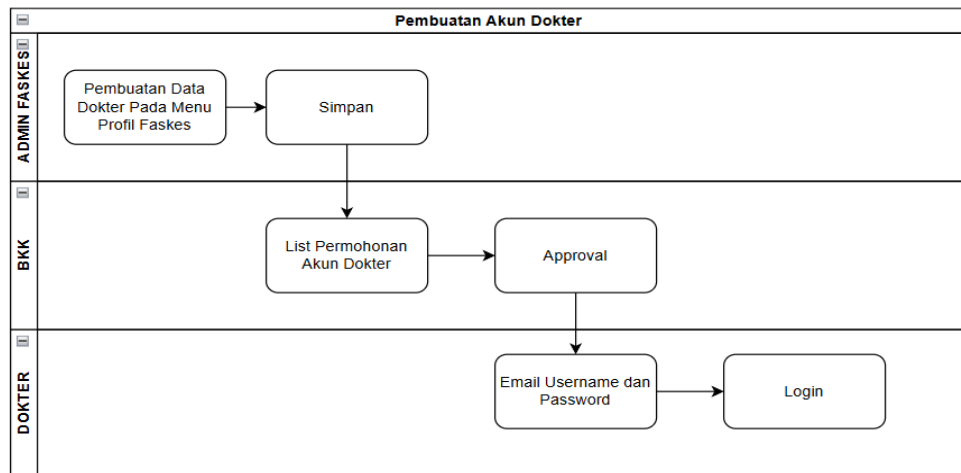 Pembuatan Akun Dokter
ADMIN FASKES
Pembuatan Data
Dokter Pada Menu
Profil Faskes
Simpan
BKK
List Permohonan
Akun Dokter
Approval
DOKTER
Email Username dan
Password
Login